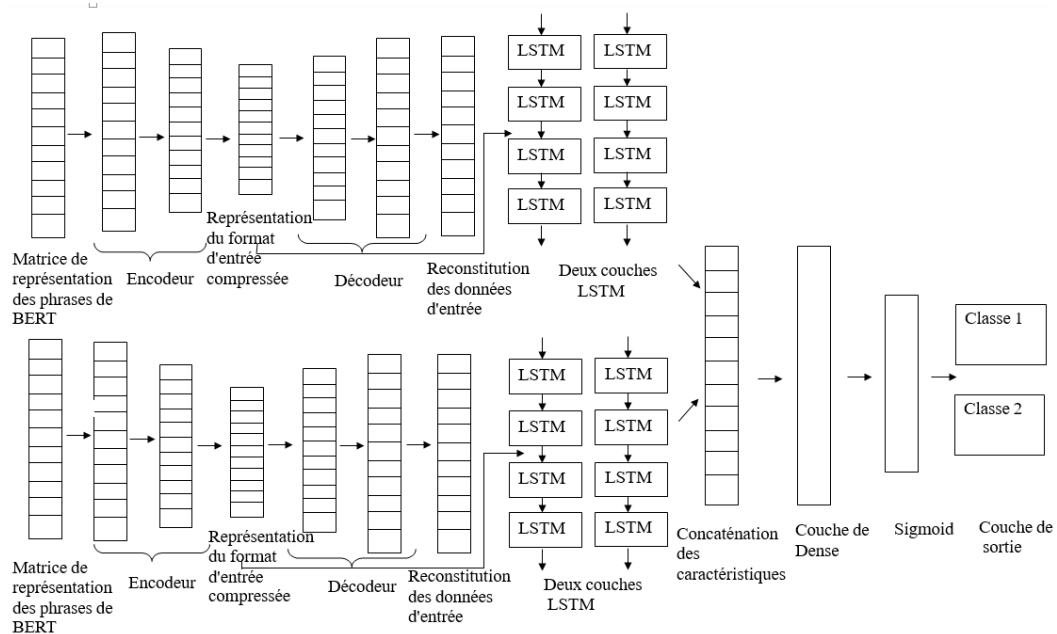 LSTM LSTM
LSTM LSTM
LSTM LSTM
LSTM LSTM
Matrice de
représentation
des phrases de
BERT
Encodeur
Représentation
du format
d'entrée
compressée
Décodeur
Reconstitution
des données
d'entrée
Deux couches
LSTM
LSTM LSTM
LSTM LSTM
LSTM LSTM
LSTM LSTM
Classe 1
Classe 2
Matrice de
représentation
des phrases de
BERT
Encodeur
Représentation
du format
d'entrée
compressée
Décodeur
Reconstitution
des données
d'entrée
Deux couches
LSTM
Concaténation
des
caractéristiques
Couche de
Dense
Sigmoid
Couche de
sortie